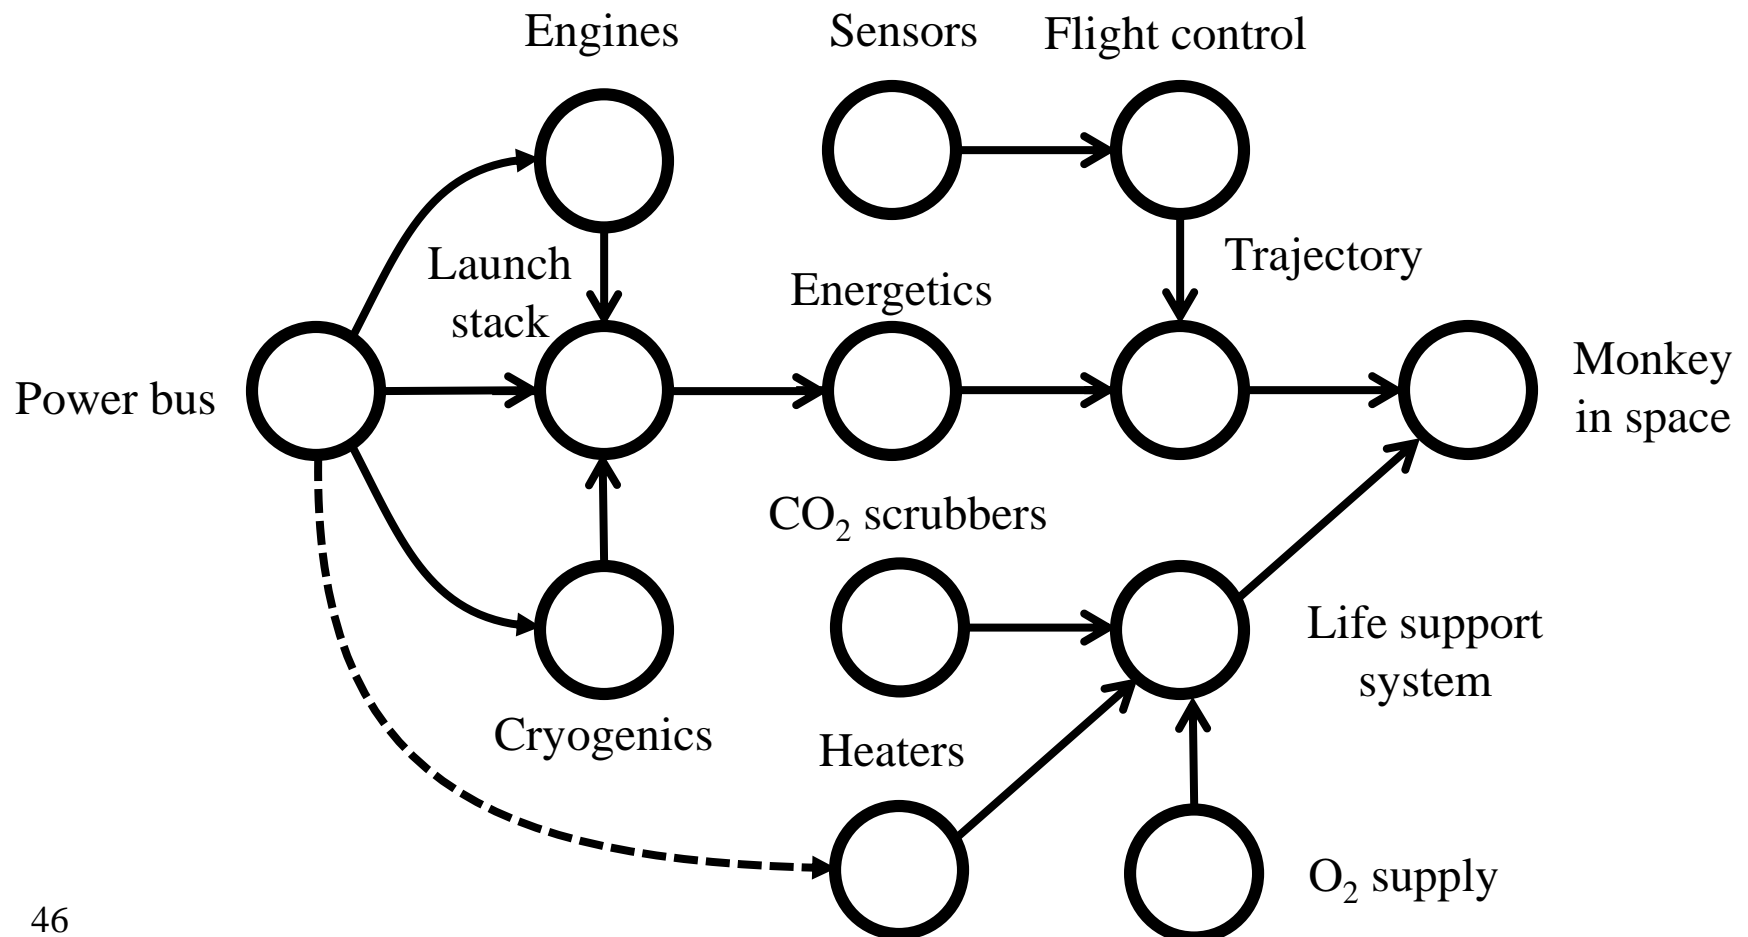 Engines
Sensors
Flight control
Launch
stack
Energetics
Trajectory
Power bus
Monkey
in space
CO₂ scrubbers
Life support
system
Cryogenics
Heaters
O₂ supply
46